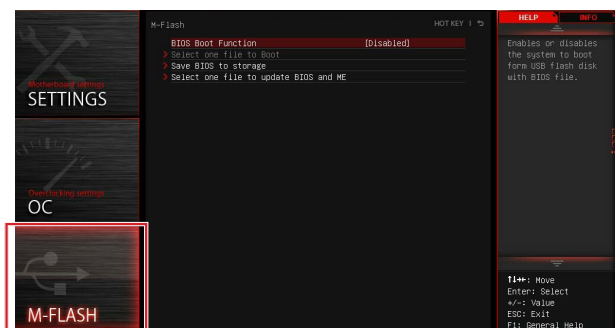 Motherboard settings
SETTINGS
Overclocking settings
OC
M-FLASH
M-Flash
HOT KEY
BIOS Boot Function [Disabled]
Select one file to Boot
Save BIOS to storage
Select one file to update BIOS and ME
HELP
INFO
Enables or disables
the system to boot
form USB flash disk
with BIOS file.
↑↓→←: Move
Enter: Select
+/-: Value
ESC: Exit
F1: General Help